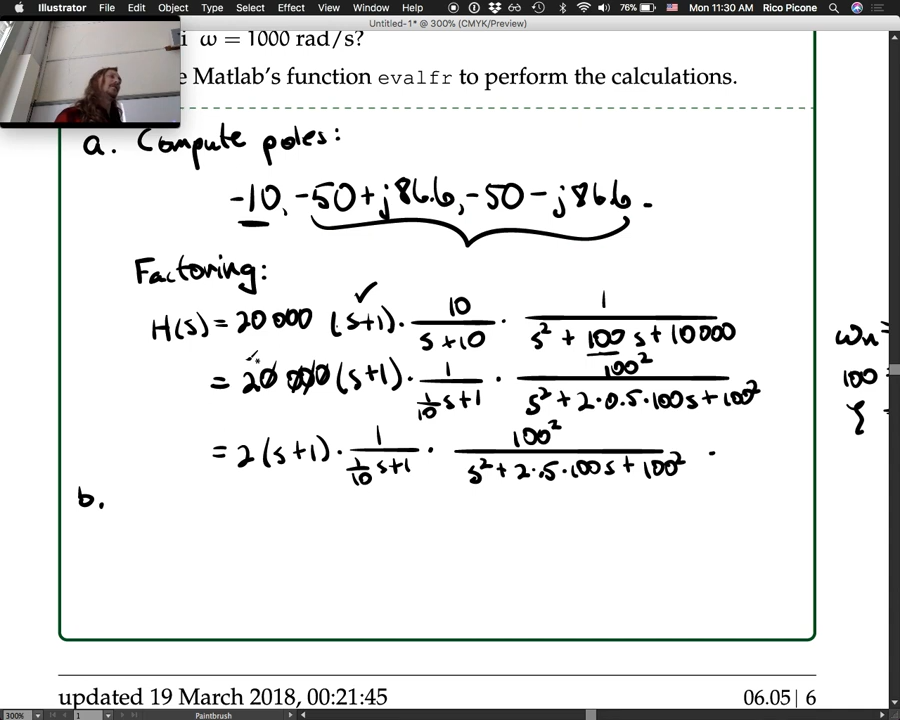 Illustrator File Edit Object Type Select Effect View Window Help 76% Mon 11:30 AM Rico Picone
Untitled-1* @ 300% (CMYK/Preview)
i ω = 1000 rad/s?
e Matlab's function evalfr to perform the calculations.
a. Compute poles:
-10, -50+j86.6, -50-j86.6.
Factoring:
H(s) = 20 000 (s+1) · 10/(s+10) · 1/(s² + 100s + 10000)
ωn=
= 20 000 (s+1) · 1/(1/10 s+1) · 100²/(s² + 2·0.5·100s + 100²)
100 =
ζ =
= 2 (s+1) · 1/(1/10 s+1) · 100²/(s² + 2·.5·100s + 100²) .
b.
updated 19 March 2018, 00:21:45 06.05 | 6
300% 1 Paintbrush